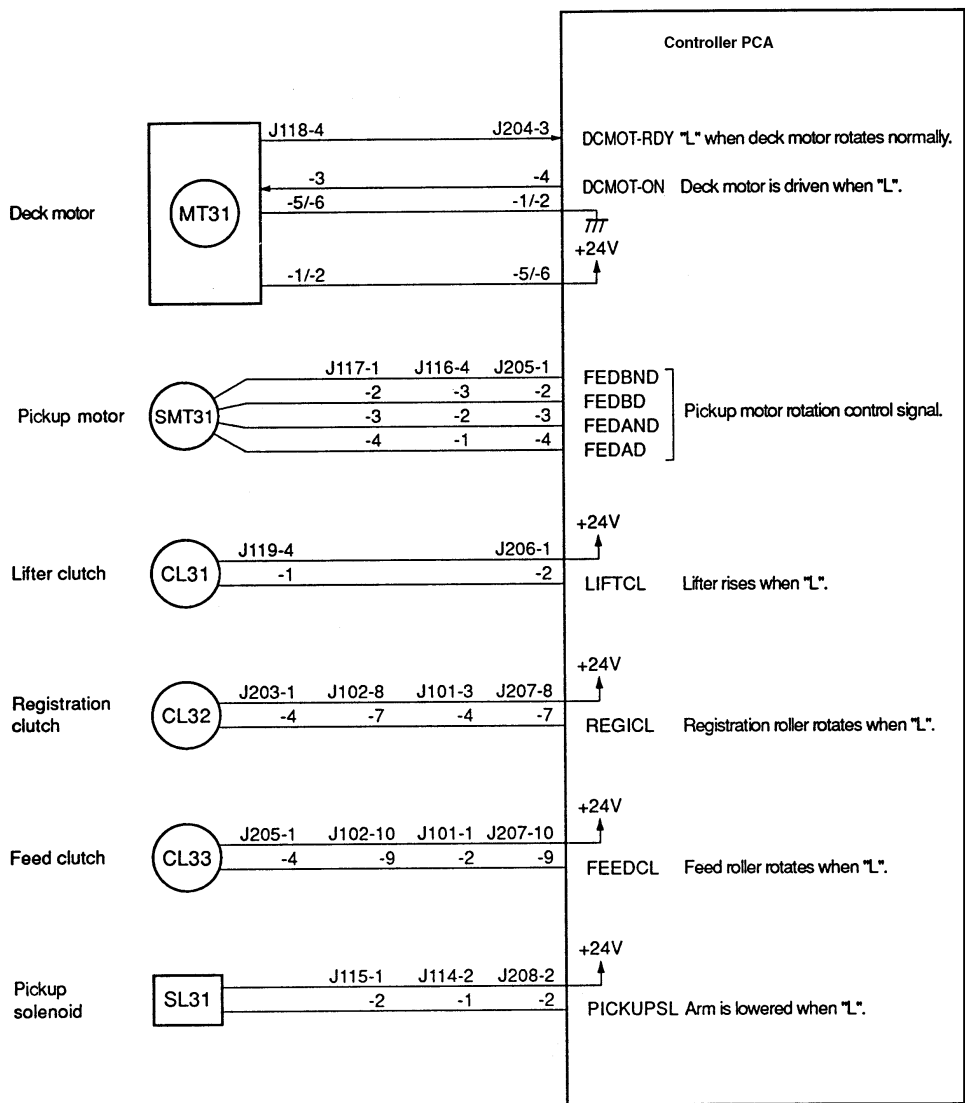 Controller PCA
J118-4 J204-3 DCMOT-RDY "L" when deck motor rotates normally.
-3 -4 DCMOT-ON Deck motor is driven when "L".
Deck motor MT31 -5/-6 -1/-2
+24V
-1/-2 -5/-6
J117-1 J116-4 J205-1 FEDBND
-2 -3 -2 FEDBD
Pickup motor SMT31 -3 -2 -3 FEDAND Pickup motor rotation control signal.
-4 -1 -4 FEDAD
+24V
J119-4 J206-1
Lifter clutch CL31 -1 -2 LIFTCL Lifter rises when "L".
+24V
J203-1 J102-8 J101-3 J207-8
Registration
clutch CL32 -4 -7 -4 -7 REGICL Registration roller rotates when "L".
+24V
J205-1 J102-10 J101-1 J207-10
Feed clutch CL33 -4 -9 -2 -9 FEEDCL Feed roller rotates when "L".
+24V
J115-1 J114-2 J208-2
Pickup
solenoid SL31 -2 -1 -2 PICKUPSL Arm is lowered when "L".